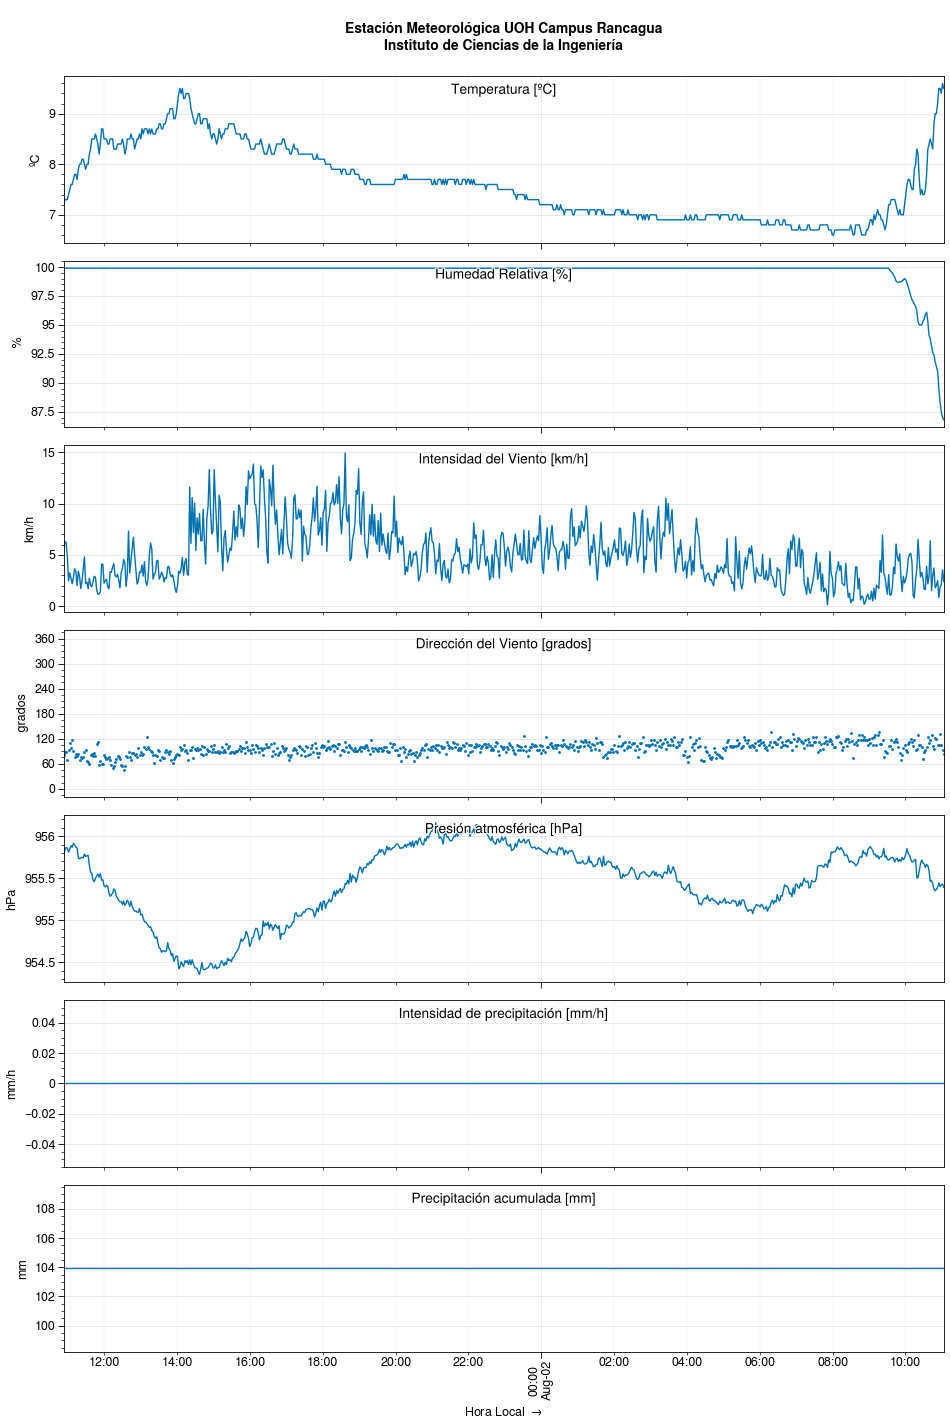 Estación Meteorológica UOH Campus Rancagua
Instituto de Ciencias de la Ingeniería
Temperatura [ºC]
ºC
9
8
7
Humedad Relativa [%]
%
100
97.5
95
92.5
90
87.5
Intensidad del Viento [km/h]
km/h
15
10
5
0
Dirección del Viento [grados]
grados
360
300
240
180
120
60
0
Presión atmosférica [hPa]
hPa
956
955.5
955
954.5
Intensidad de precipitación [mm/h]
mm/h
0.04
0.02
0
−0.02
−0.04
Precipitación acumulada [mm]
mm
108
106
104
102
100
12:00 14:00 16:00 18:00 20:00 22:00 00:00 02:00 04:00 06:00 08:00 10:00
Aug-02
Hora Local →